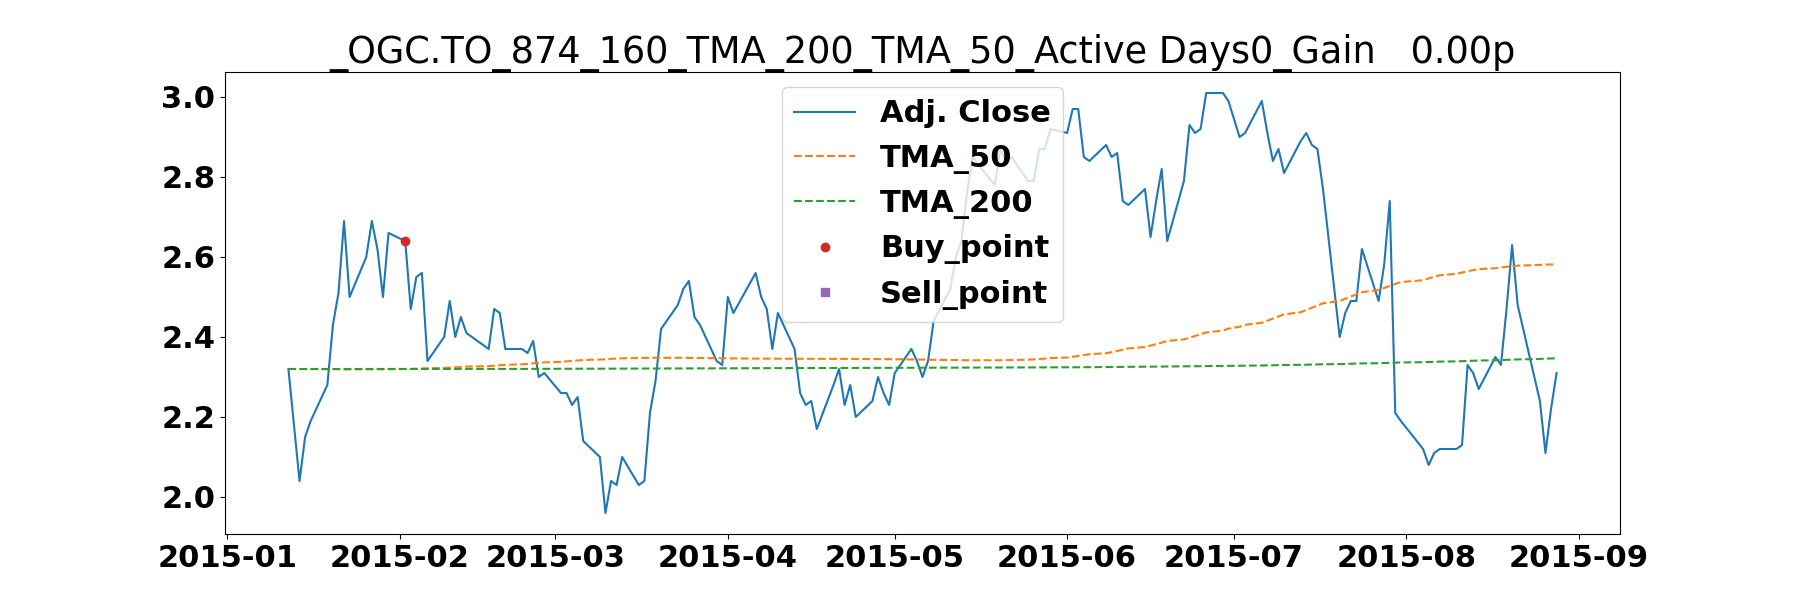 _OGC.TO_874_160_TMA_200_TMA_50_Active Days0_Gain   0.00p
3.0
2.8
2.6
2.4
2.2
2.0
Adj. Close
TMA_50
TMA_200
Buy_point
Sell_point
2015-01 2015-02 2015-03 2015-04 2015-05 2015-06 2015-07 2015-08 2015-09